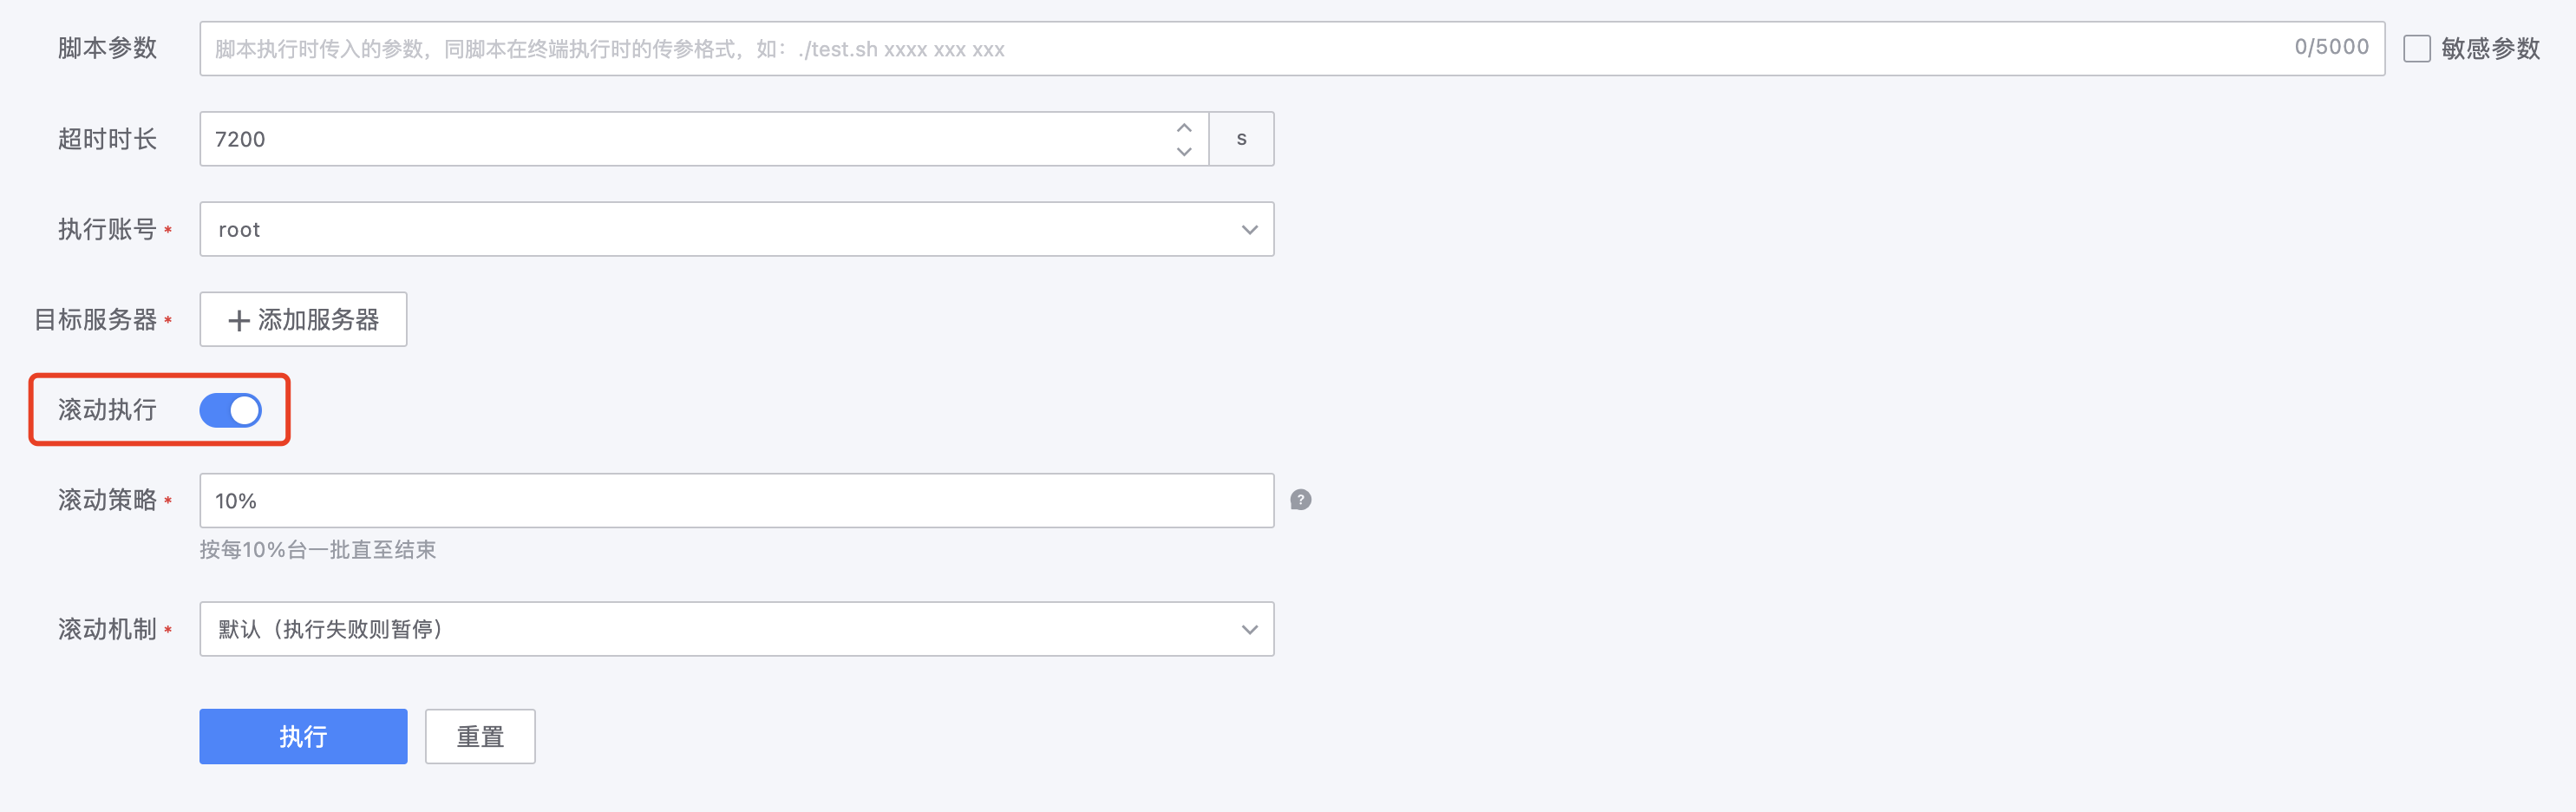 脚本参数 脚本执行时传入的参数，同脚本在终端执行时的传参格式，如：./test.sh xxxx xxx xxx 0/5000 敏感参数
超时时长 7200 s
执行账号* root
目标服务器* 添加服务器
滚动执行
滚动策略* 10% ?
按每10%台一批直至结束
滚动机制* 默认（执行失败则暂停）
执行 重置